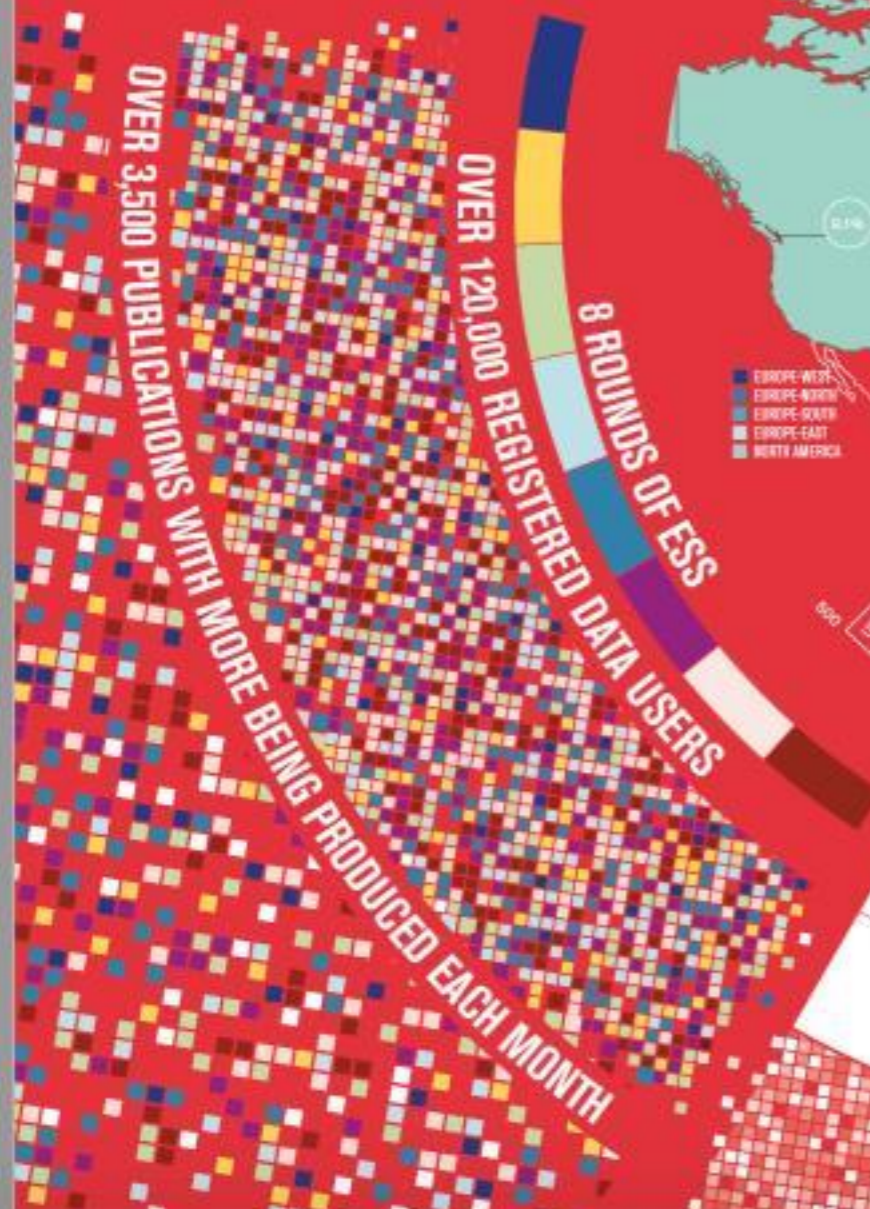 OVER 3,500 PUBLICATIONS WITH MORE BEING PRODUCED EACH MONTH
OVER 120,000 REGISTERED DATA USERS
8 ROUNDS OF ESS
EUROPE-WEST
EUROPE-NORTH
EUROPE-SOUTH
EUROPE-EAST
NORTH AMERICA
500